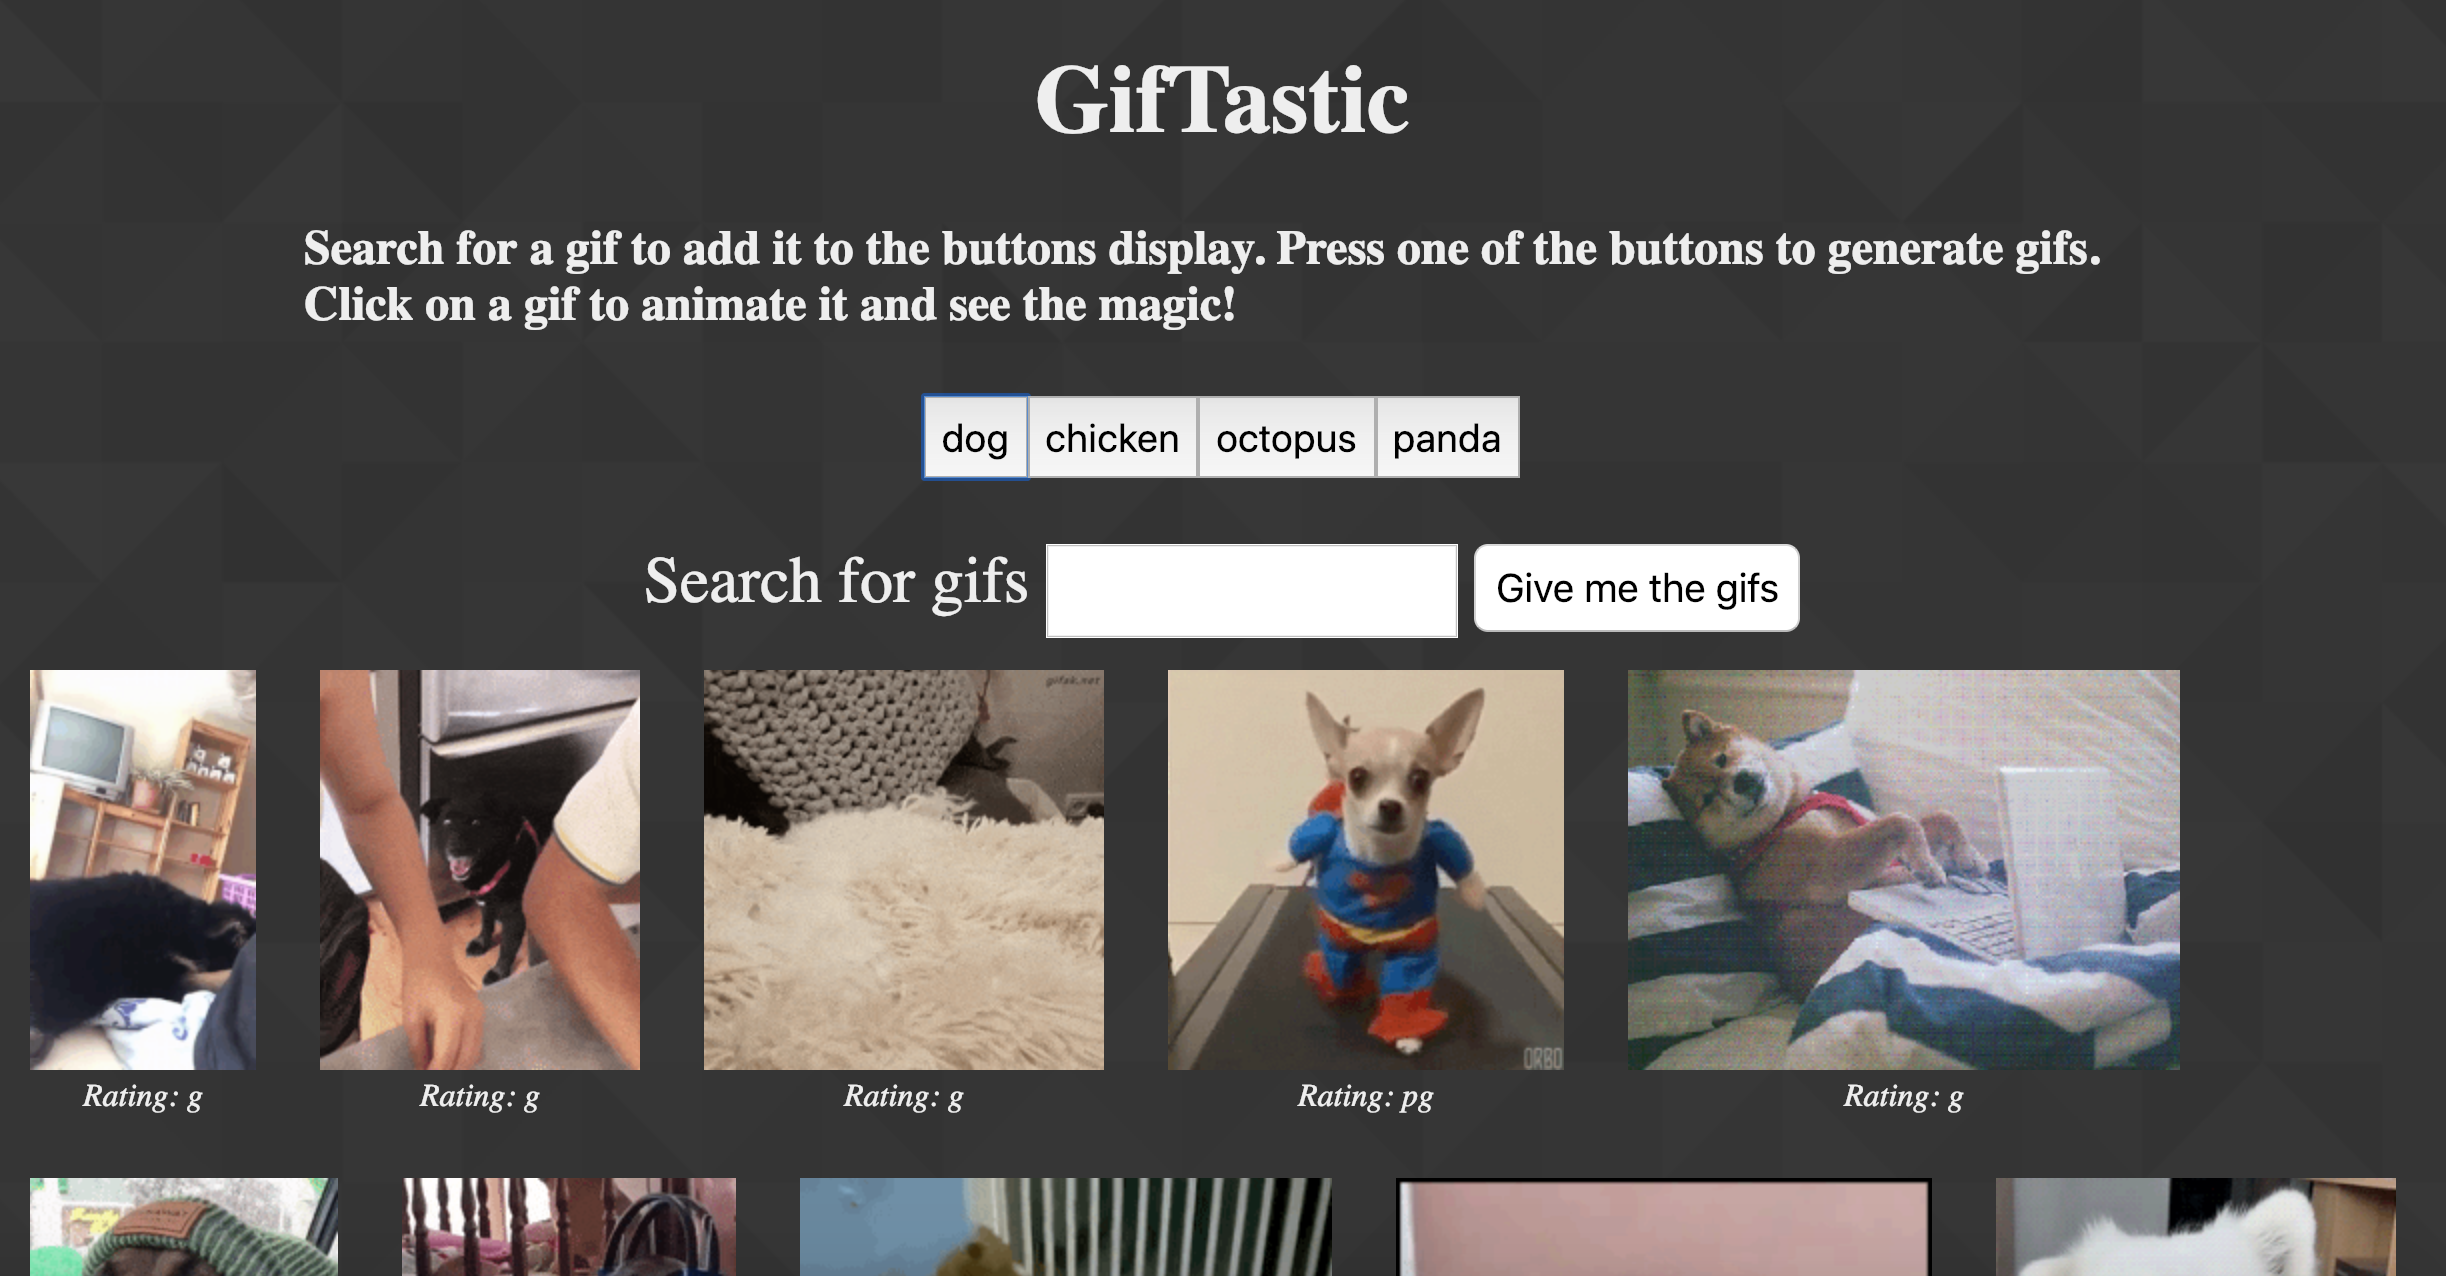 GifTastic
Search for a gif to add it to the buttons display. Press one of the buttons to generate gifs.
Click on a gif to animate it and see the magic!
dog chicken octopus panda
Search for gifs Give me the gifs
gifak.net
ORBO
Rating: g Rating: g Rating: g Rating: pg Rating: g